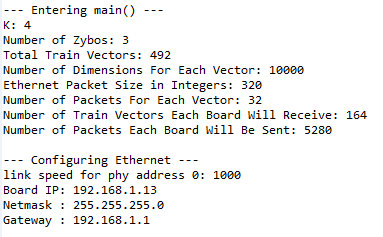 --- Entering main() ---
K: 4
Number of Zybos: 3
Total Train Vectors: 492
Number of Dimensions For Each Vector: 10000
Ethernet Packet Size in Integers: 320
Number of Packets For Each Vector: 32
Number of Train Vectors Each Board Will Receive: 164
Number of Packets Each Board Will Be Sent: 5280

--- Configuring Ethernet ---
link speed for phy address 0: 1000
Board IP: 192.168.1.13
Netmask : 255.255.255.0
Gateway : 192.168.1.1